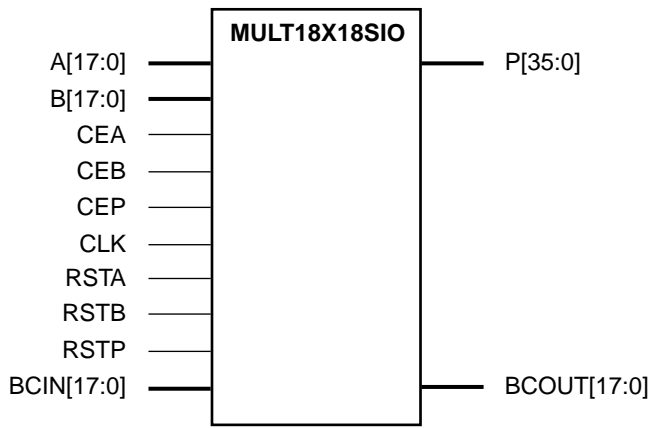 MULT18X18SIO
A[17:0]
P[35:0]
B[17:0]
CEA
CEB
CEP
CLK
RSTA
RSTB
RSTP
BCIN[17:0]
BCOUT[17:0]